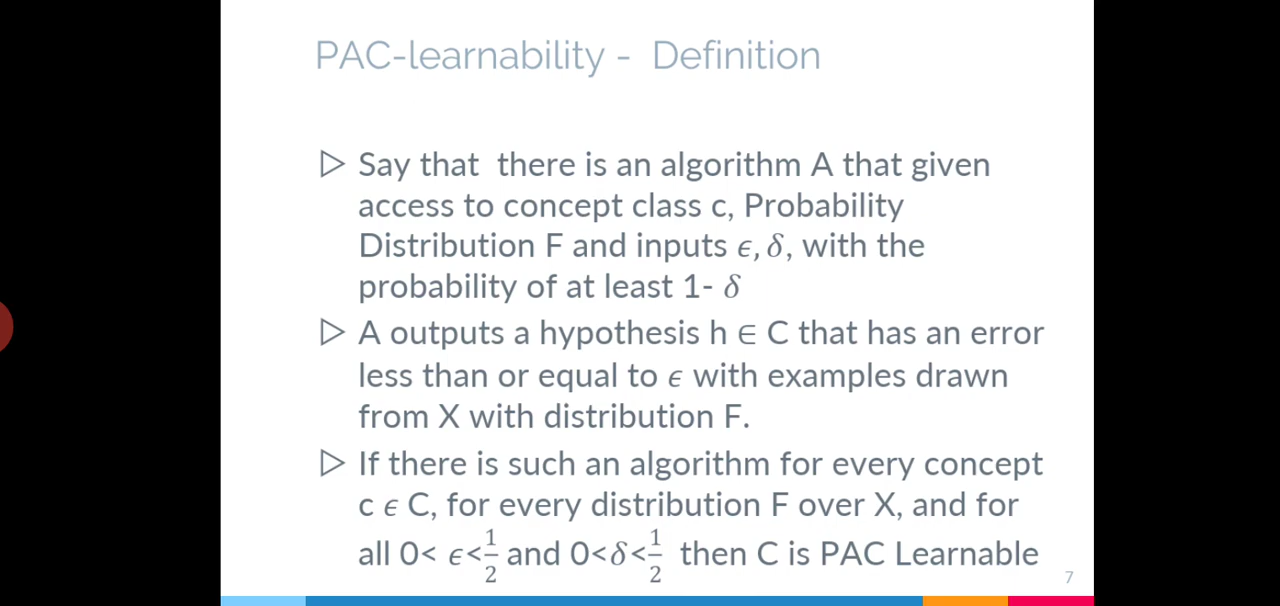 PAC-learnability - Definition
▷ Say that there is an algorithm A that given
access to concept class c, Probability
Distribution F and inputs ϵ, δ, with the
probability of at least 1- δ
▷ A outputs a hypothesis h ∈ C that has an error
less than or equal to ϵ with examples drawn
from X with distribution F.
▷ If there is such an algorithm for every concept
c ϵ C, for every distribution F over X, and for
all 0< ϵ<1/2 and 0<δ<1/2 then C is PAC Learnable
7